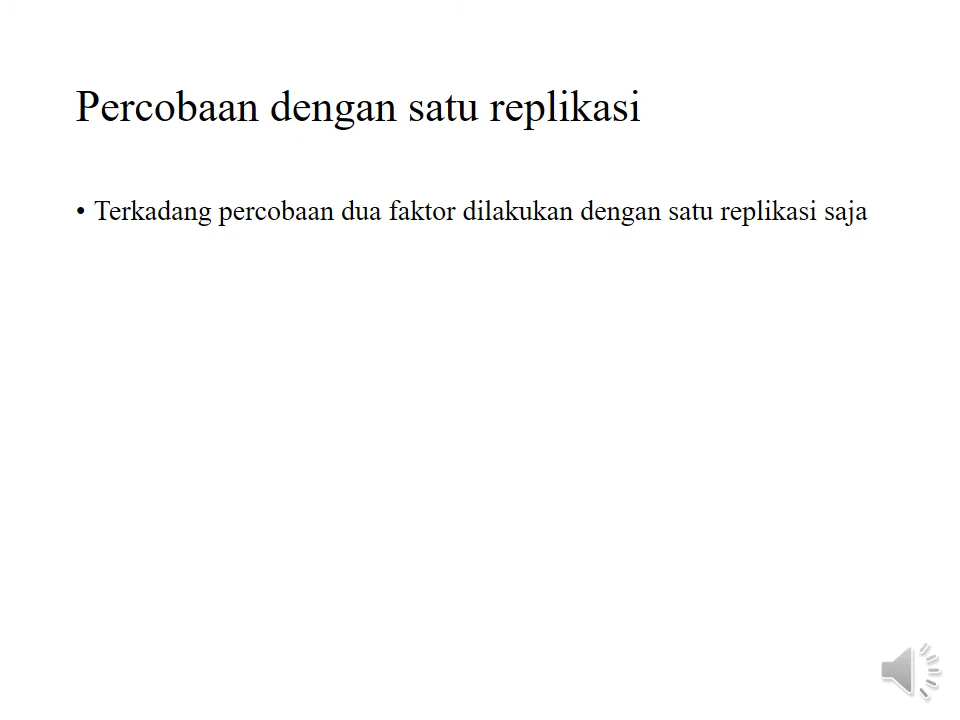 Percobaan dengan satu replikasi
• Terkadang percobaan dua faktor dilakukan dengan satu replikasi saja